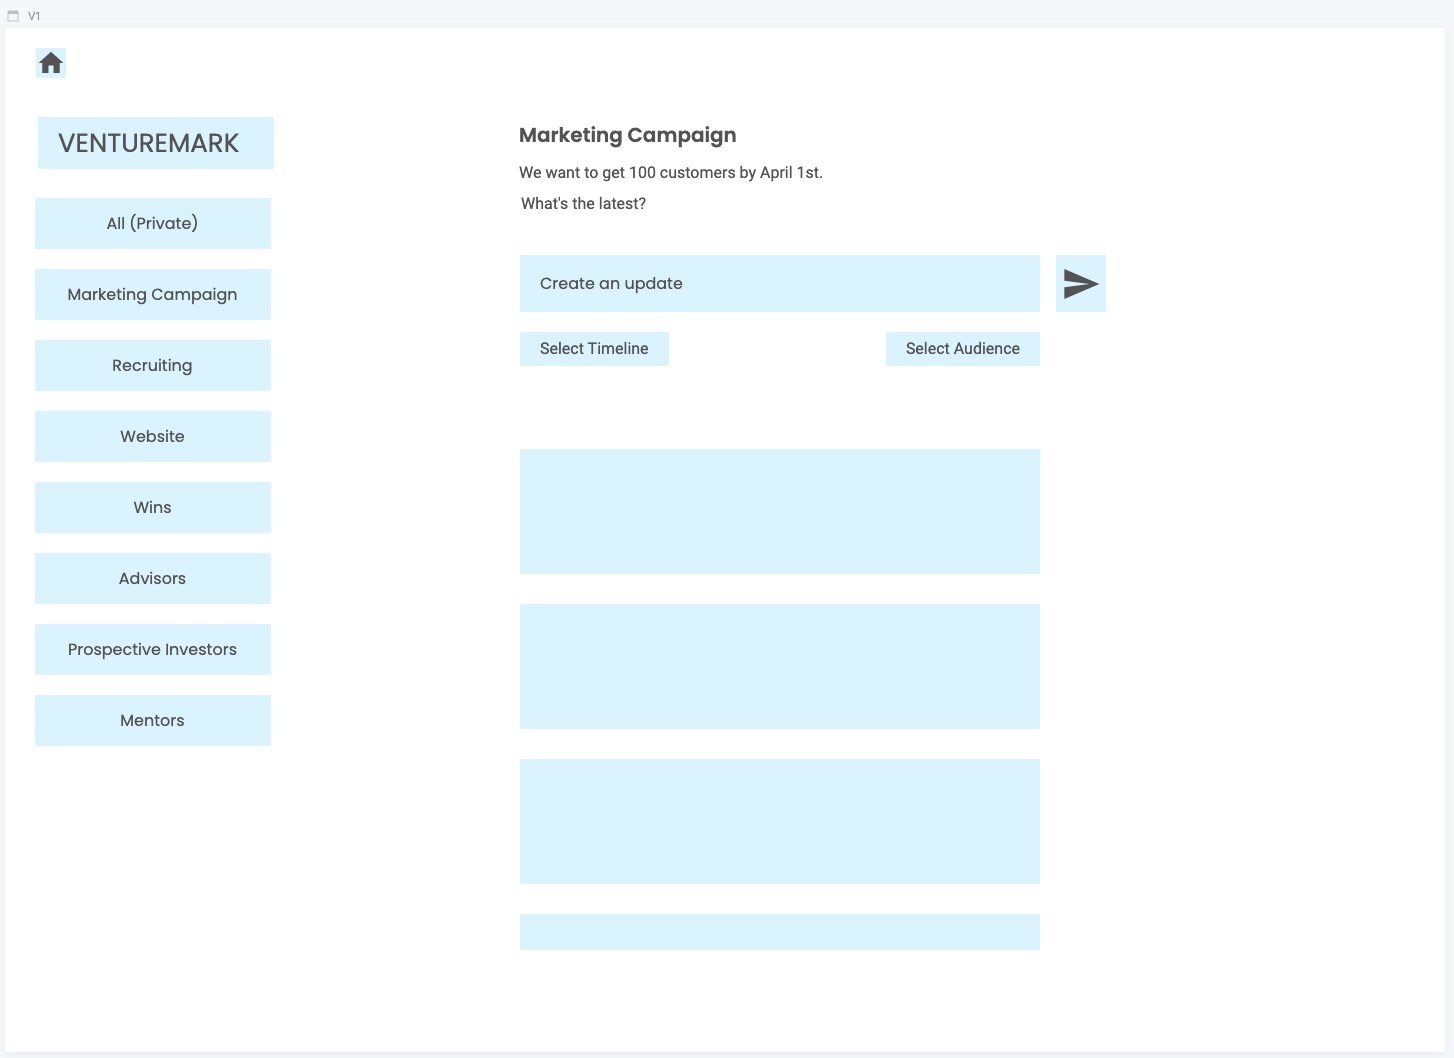 V1
VENTUREMARK
All (Private)
Marketing Campaign
Recruiting
Website
Wins
Advisors
Prospective Investors
Mentors
Marketing Campaign
We want to get 100 customers by April 1st.
What's the latest?
Create an update
Select Timeline
Select Audience